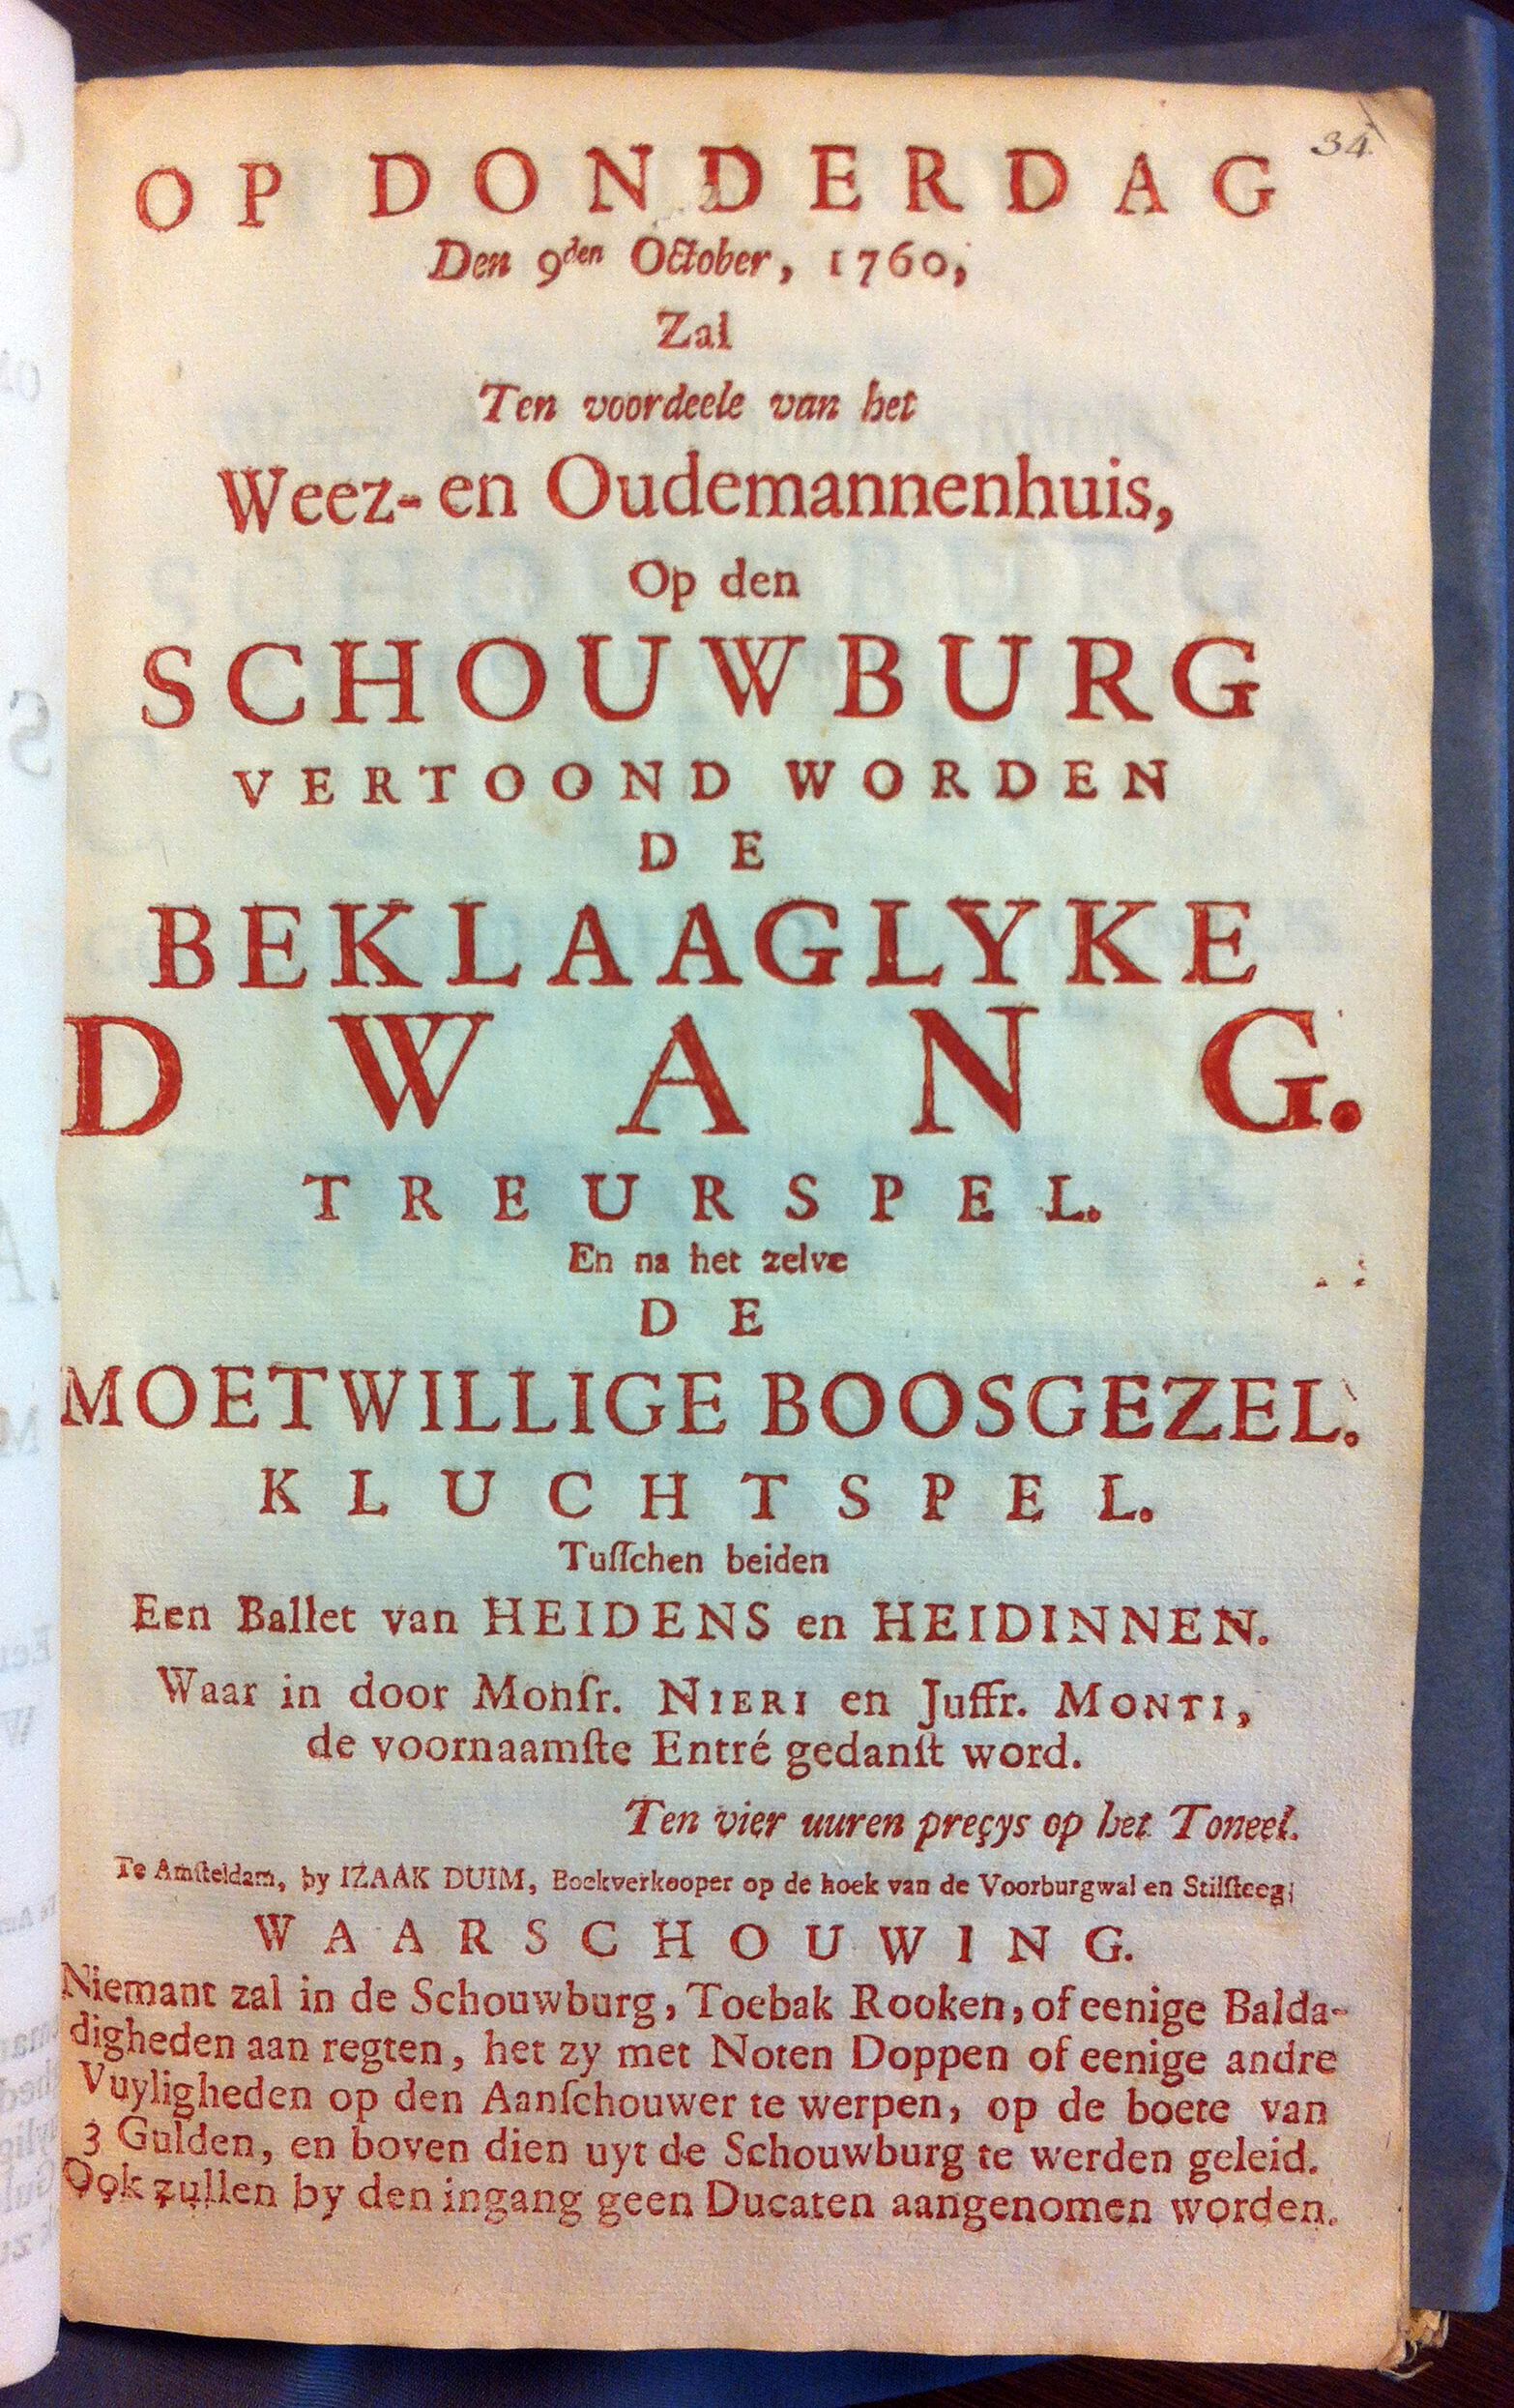 34.
OP DONDERDAG
Den 9den October, 1760,
Zal
Ten voordeele van het
Weez- en Oudemannenhuis,
Op den
SCHOUWBURG
VERTOOND WORDEN
DE
BEKLAAGLYKE
DWANG.
TREURSPEL.
En na het zelve
DE
MOETWILLIGE BOOSGEZEL.
KLUCHTSPEL.
Tuſſchen beiden
Een Ballet van HEIDENS en HEIDINNEN.
Waar in door Monſr. NIERI en Juffr. MONTI,
de voornaamſte Entré gedanſt word.
Ten vier uuren preçys op het Toneel.
Te Amſteldam, by IZAAK DUIM, Boekverkooper op de hoek van de Voorburgwal en Stilſteeg;
WAARSCHOUWING.
Niemant zal in de Schouwburg, Toebak Rooken, of eenige Balda-
digheden aan regten, het zy met Noten Doppen of eenige andre
Vuyligheden op den Aanſchouwer te werpen, op de boete van
3 Gulden, en boven dien uyt de Schouwburg te werden geleid.
Ook zullen by den ingang geen Ducaten aangenomen worden.